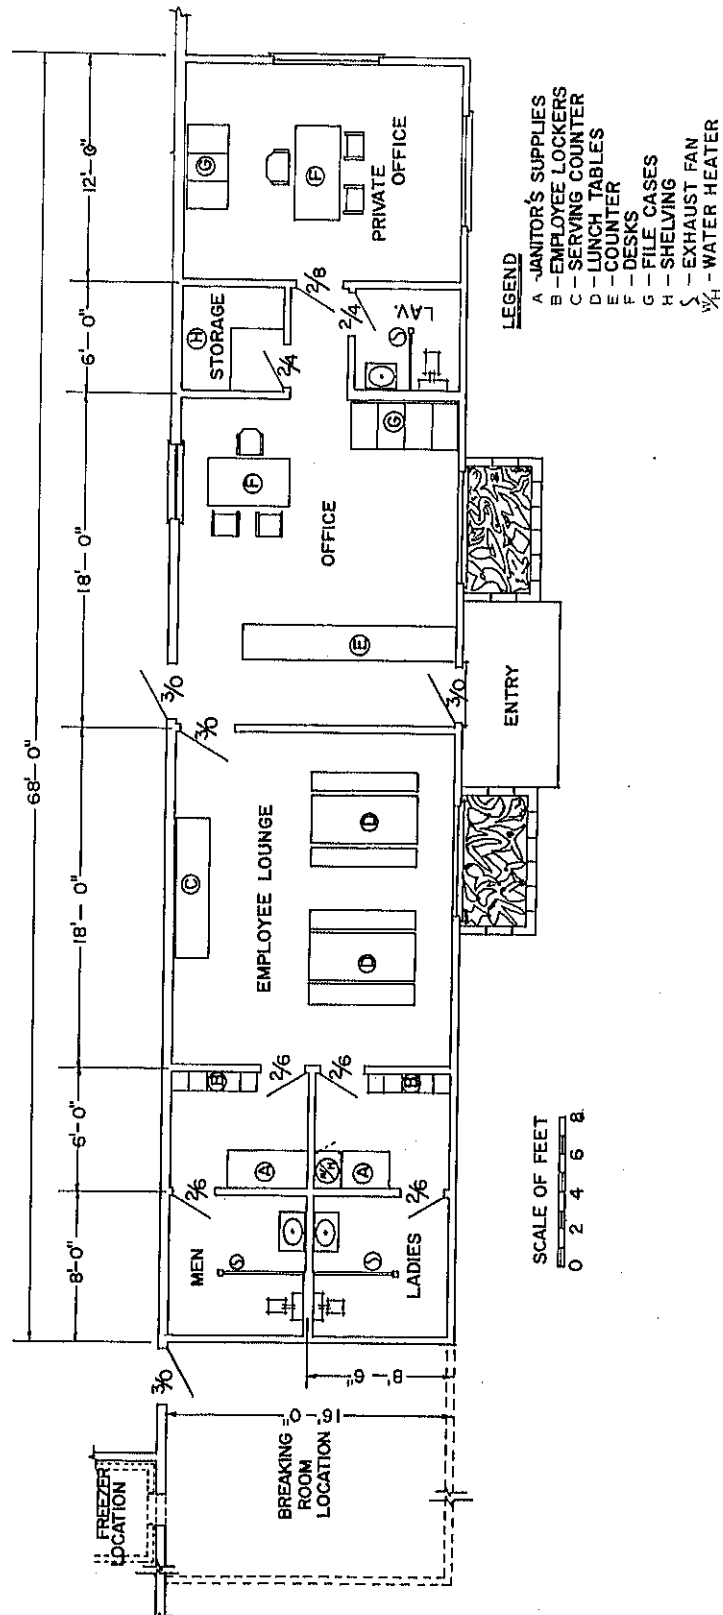 68'-0"
8'-0"
6'-0"
18'-0"
18'-0"
6'-0"
12'-0"
FREEZER
LOCATION
3/0
BREAKING
ROOM
LOCATION
16'-0"
8'-6"
MEN
S
2/6
A
B
2/6
LADIES
S
2/6
W/H
A
B
2/6
EMPLOYEE LOUNGE
C
D
D
3/0
3/0
3/0
ENTRY
OFFICE
E
F
G
STORAGE
H
2/4
LAV.
S
2/4
2/8
PRIVATE
OFFICE
F
G
SCALE OF FEET
0 2 4 6 8
LEGEND
A - JANITOR'S SUPPLIES
B - EMPLOYEE LOCKERS
C - SERVING COUNTER
D - LUNCH TABLES
E - COUNTER
F - DESKS
G - FILE CASES
H - SHELVING
S - EXHAUST FAN
W/H - WATER HEATER